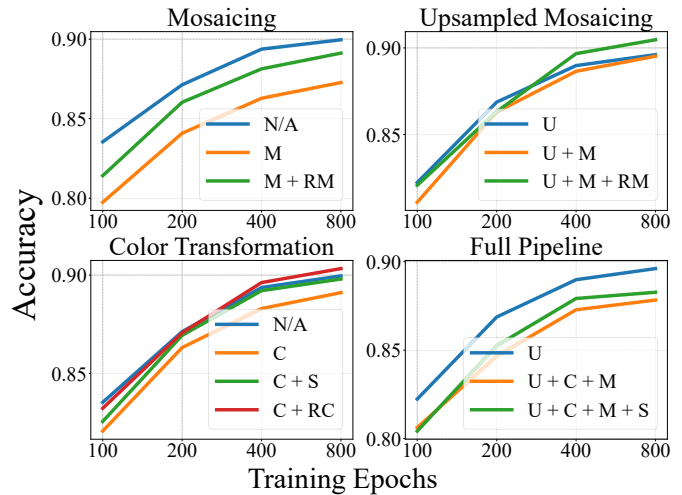 Mosaicing
0.90
0.85
0.80
N/A
M
M + RM
100 200 400 800
Upsampled Mosaicing
0.90
0.85
U
U + M
U + M + RM
100 200 400 800
Color Transformation
0.90
0.85
N/A
C
C + S
C + RC
100 200 400 800
Full Pipeline
0.90
0.85
0.80
U
U + C + M
U + C + M + S
100 200 400 800
Accuracy
Training Epochs